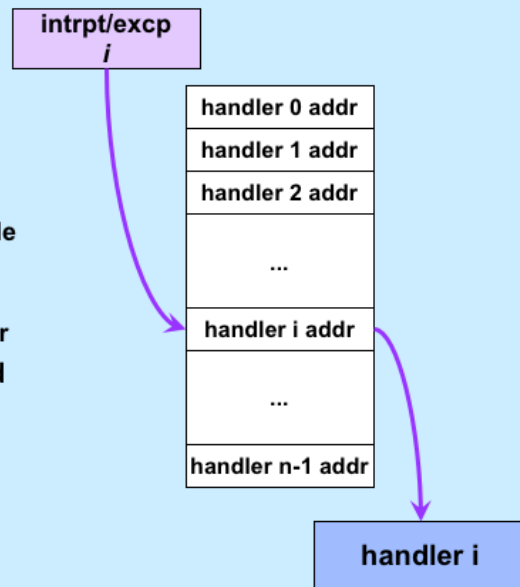 intrpt/excp
i
handler 0 addr
handler 1 addr
handler 2 addr
...
handler i addr
...
handler n-1 addr
handler i